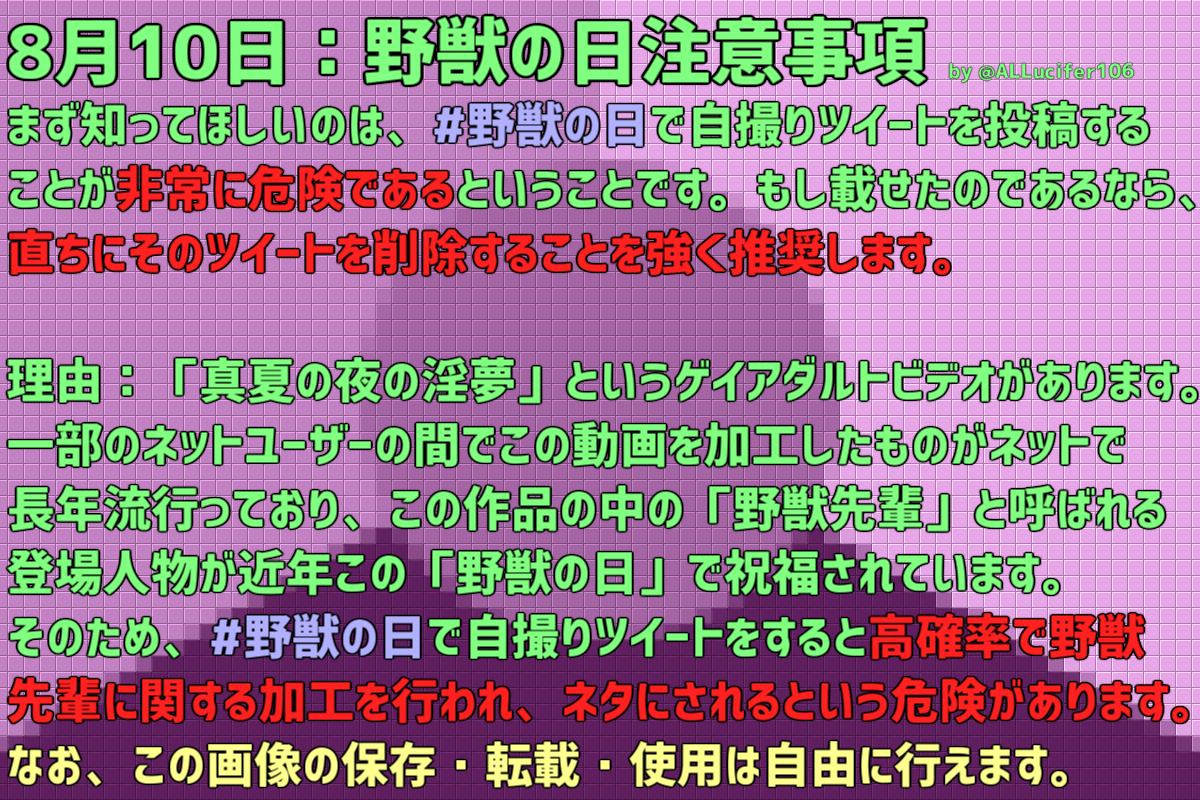 8月10日：野獣の日注意事項 by @ALLucifer106
まず知ってほしいのは、#野獣の日で自撮りツイートを投稿する
ことが非常に危険であるということです。もし載せたのであるなら、
直ちにそのツイートを削除することを強く推奨します。
理由：「真夏の夜の淫夢」というゲイアダルトビデオがあります。
一部のネットユーザーの間でこの動画を加工したものがネットで
長年流行っており、この作品の中の「野獣先輩」と呼ばれる
登場人物が近年この「野獣の日」で祝福されています。
そのため、#野獣の日で自撮りツイートをすると高確率で野獣
先輩に関する加工を行われ、ネタにされるという危険があります。
なお、この画像の保存・転載・使用は自由に行えます。